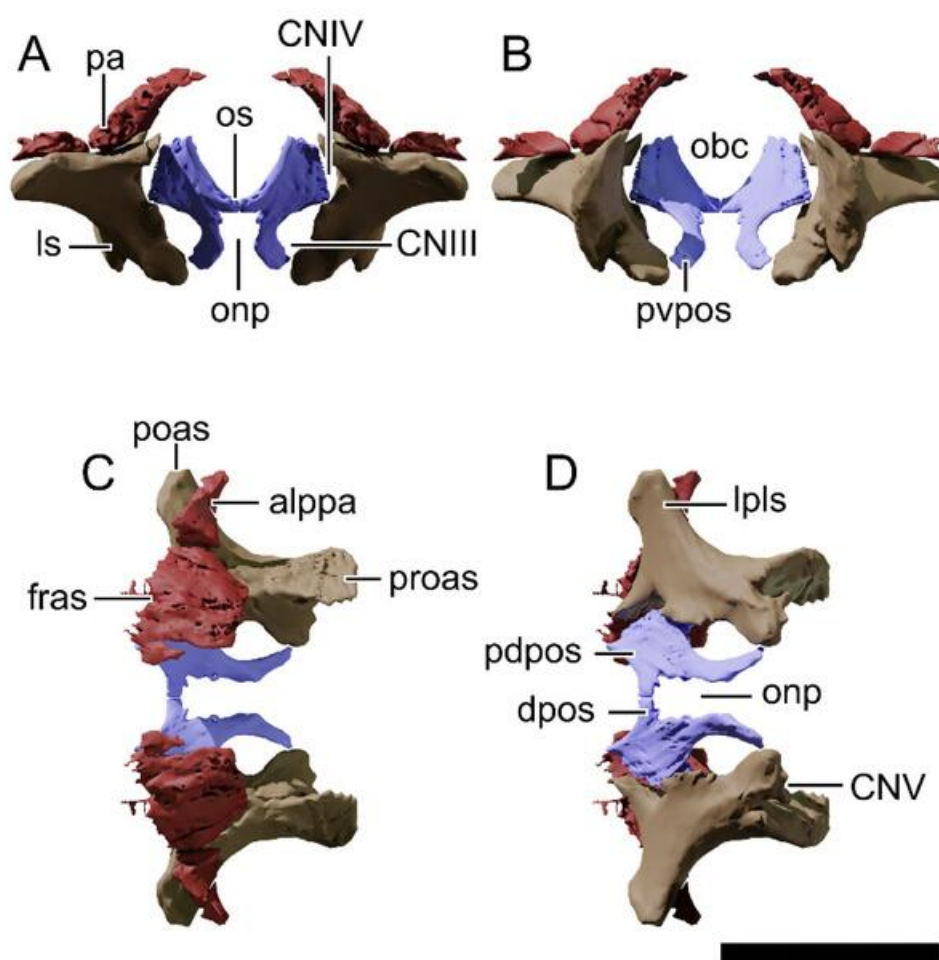 A
pa
os
CNIV
ls
onp
CNIII
B
obc
pvpos
C
poas
alppa
fras
proas
D
lpls
pdpos
dpos
onp
CNV